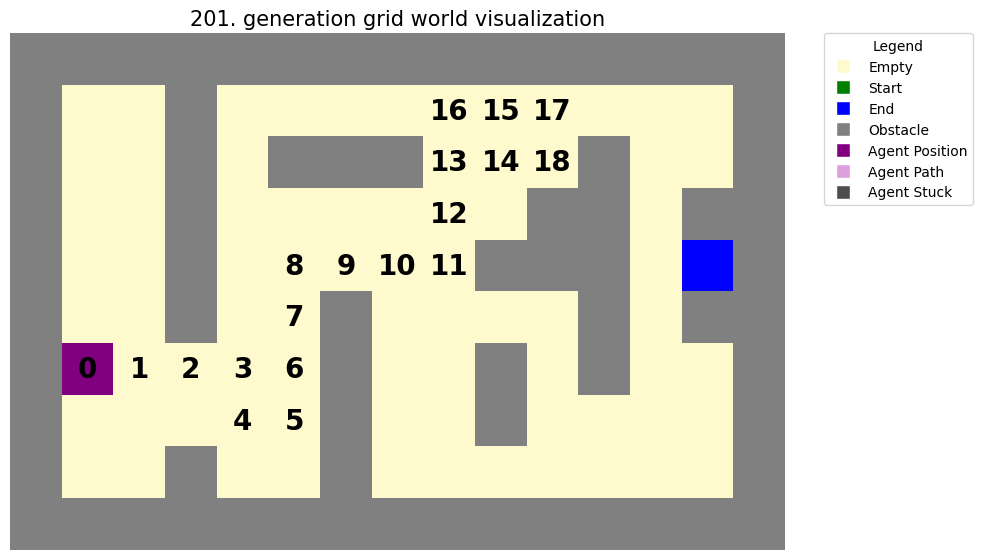 201. generation grid world visualization
16 15 17
13 14 18
12
8 9 10 11
7
0 1 2 3 6
4 5
Legend
Empty
Start
End
Obstacle
Agent Position
Agent Path
Agent Stuck